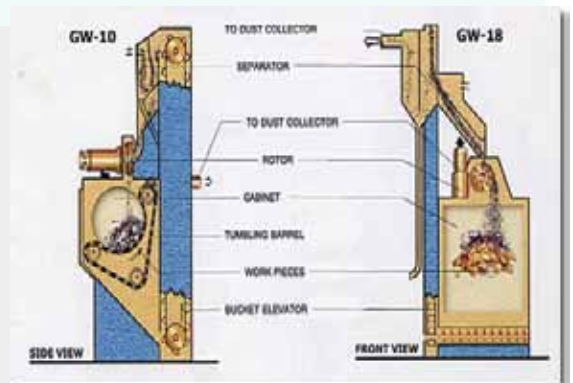 GW-10
TO DUST COLLECTOR
GW-18
SEPARATOR
TO DUST COLLECTOR
ROTOR
CABINET
TUMBLING BARREL
WORK PIECES
BUCKET ELEVATOR
SIDE VIEW
FRONT VIEW